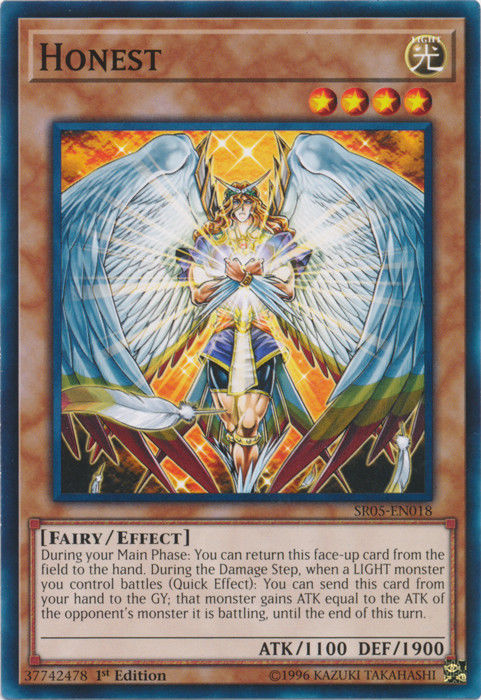 HONEST
LIGHT
光
SR05-EN018
[FAIRY/EFFECT]
During your Main Phase: You can return this face-up card from the
field to the hand. During the Damage Step, when a LIGHT monster
you control battles (Quick Effect): You can send this card from
your hand to the GY; that monster gains ATK equal to the ATK of
the opponent's monster it is battling, until the end of this turn.
ATK/1100 DEF/1900
37742478 1st Edition ©1996 KAZUKI TAKAHASHI